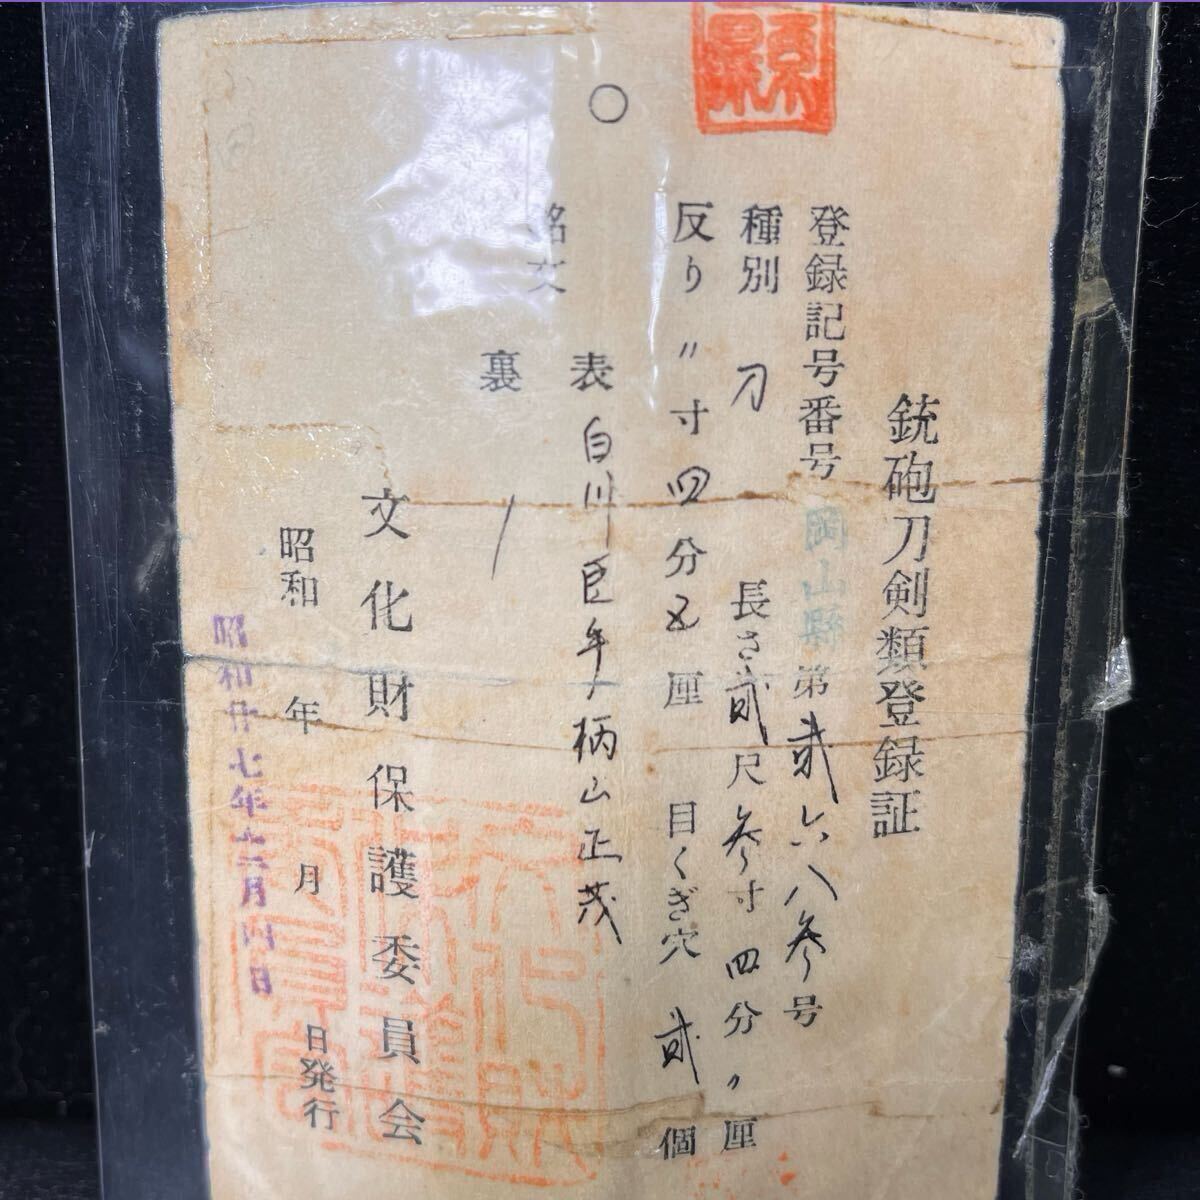 銃砲刀剣類登録証
登録記号番号 岡山縣 第貳六八参号
種別 刀 長さ貳尺参寸四分〃厘
反り〃寸四分五厘 目くぎ穴 貳個
銘文
表 白川臣手柄山正茂
裏
文化財保護委員会
昭和 年 月 日発行
昭和廿七年十二月四日